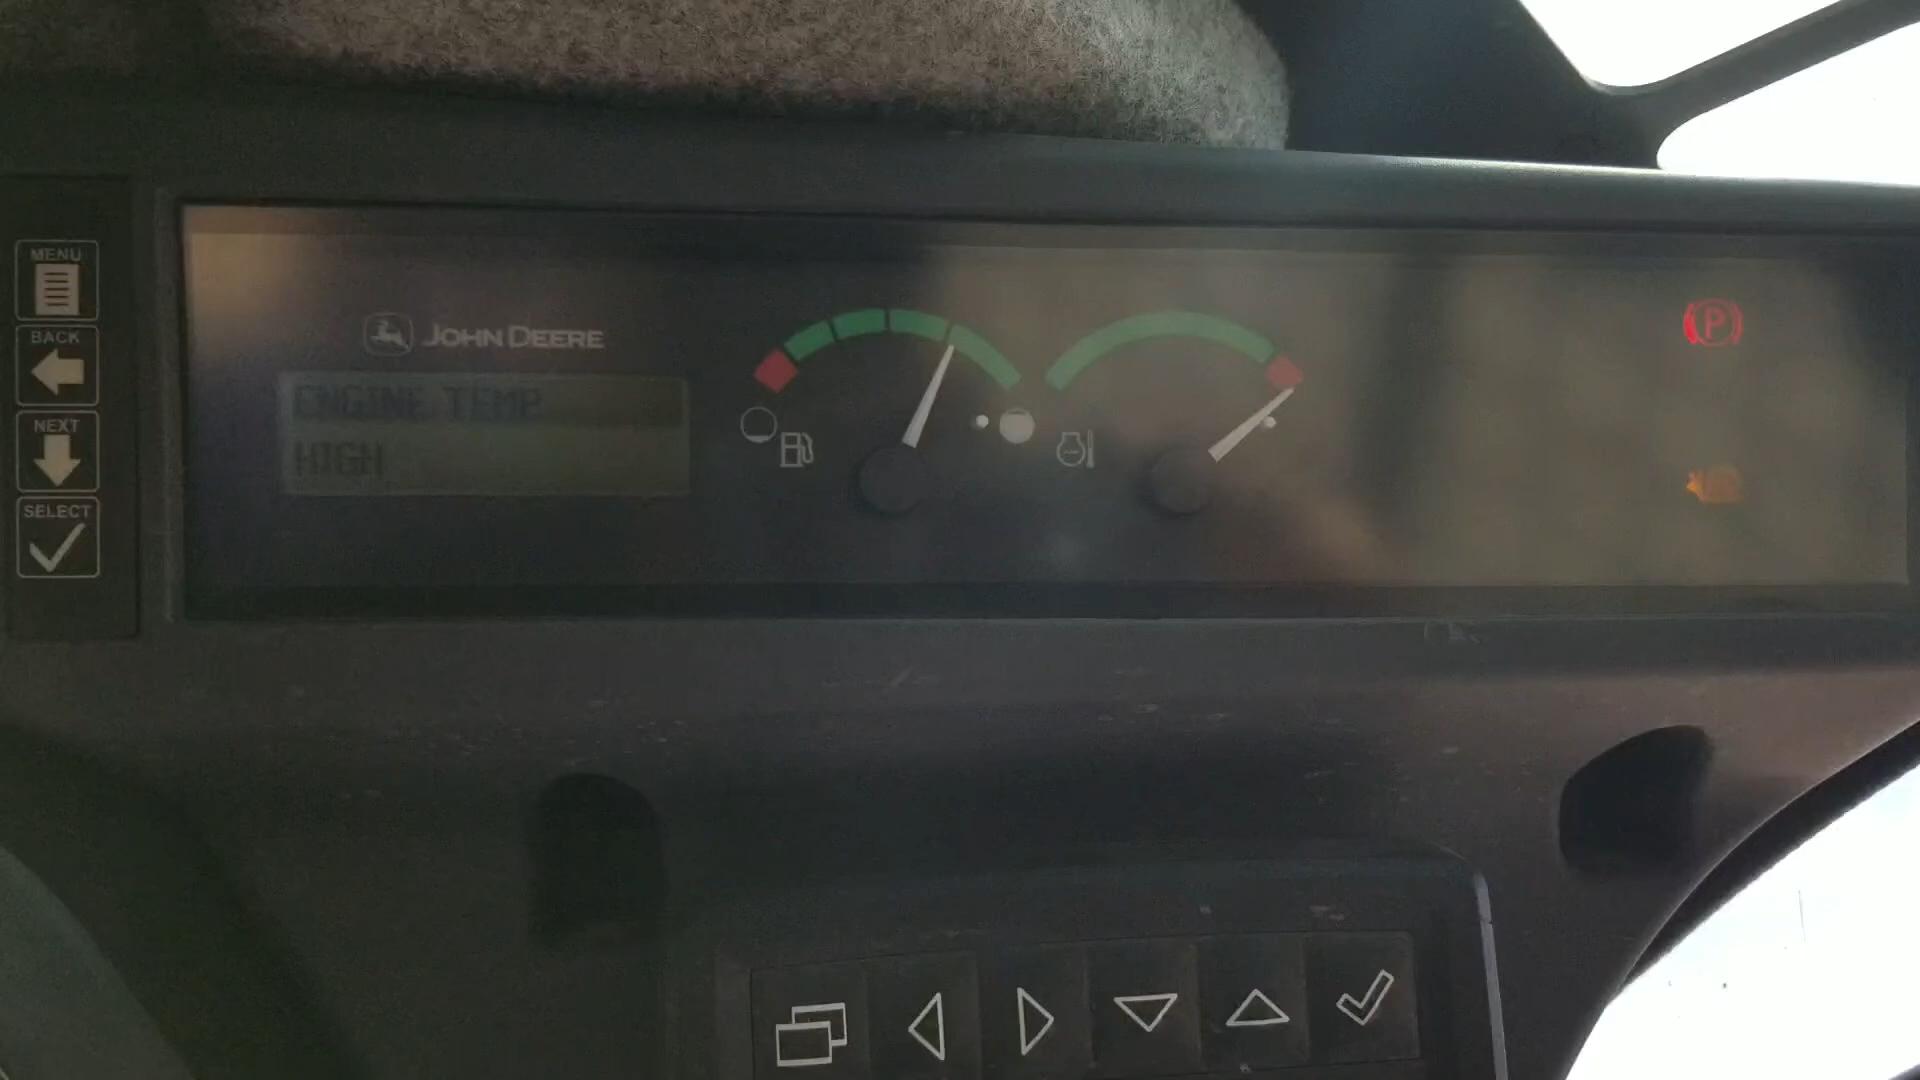 MENU
BACK
NEXT
SELECT
JOHN DEERE
ENGINE TEMP
HIGH
P